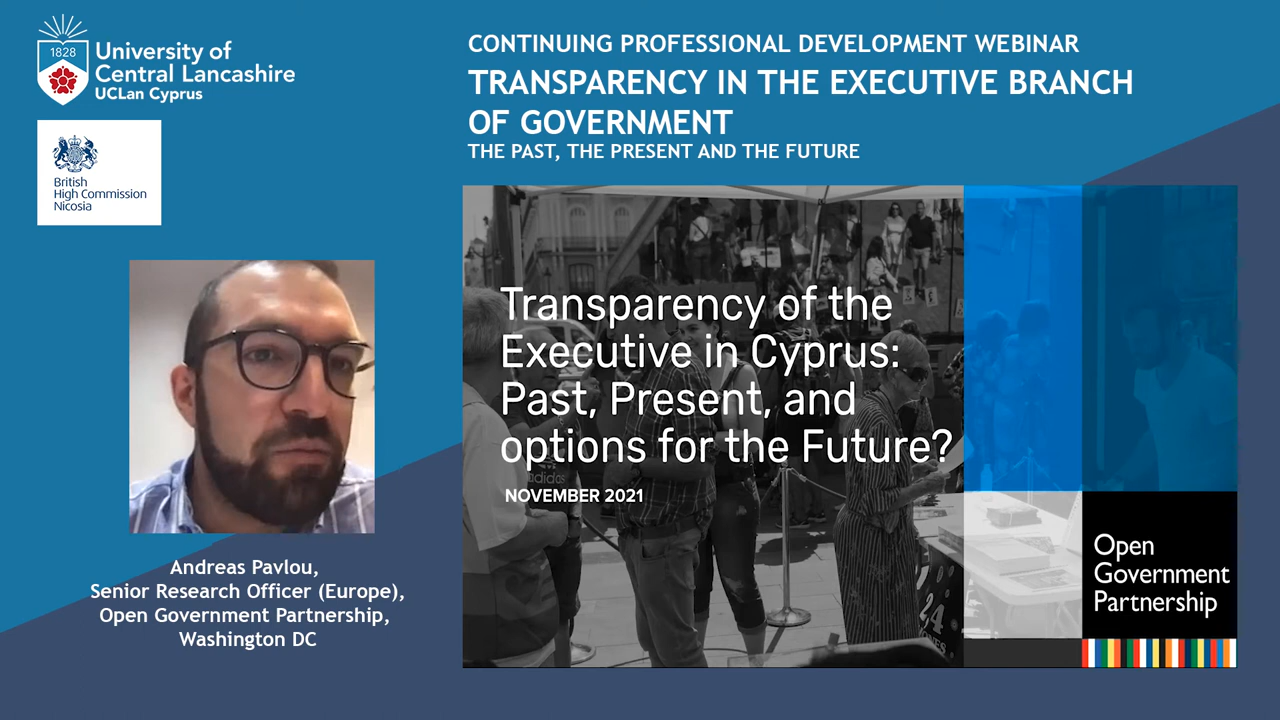 1828
University of
Central Lancashire
UCLan Cyprus
British
High Commission
Nicosia
CONTINUING PROFESSIONAL DEVELOPMENT WEBINAR
TRANSPARENCY IN THE EXECUTIVE BRANCH
OF GOVERNMENT
THE PAST, THE PRESENT AND THE FUTURE
Transparency of the
Executive in Cyprus:
Past, Present, and
options for the Future?
NOVEMBER 2021
adidas
24
Open
Government
Partnership
Andreas Pavlou,
Senior Research Officer (Europe),
Open Government Partnership,
Washington DC